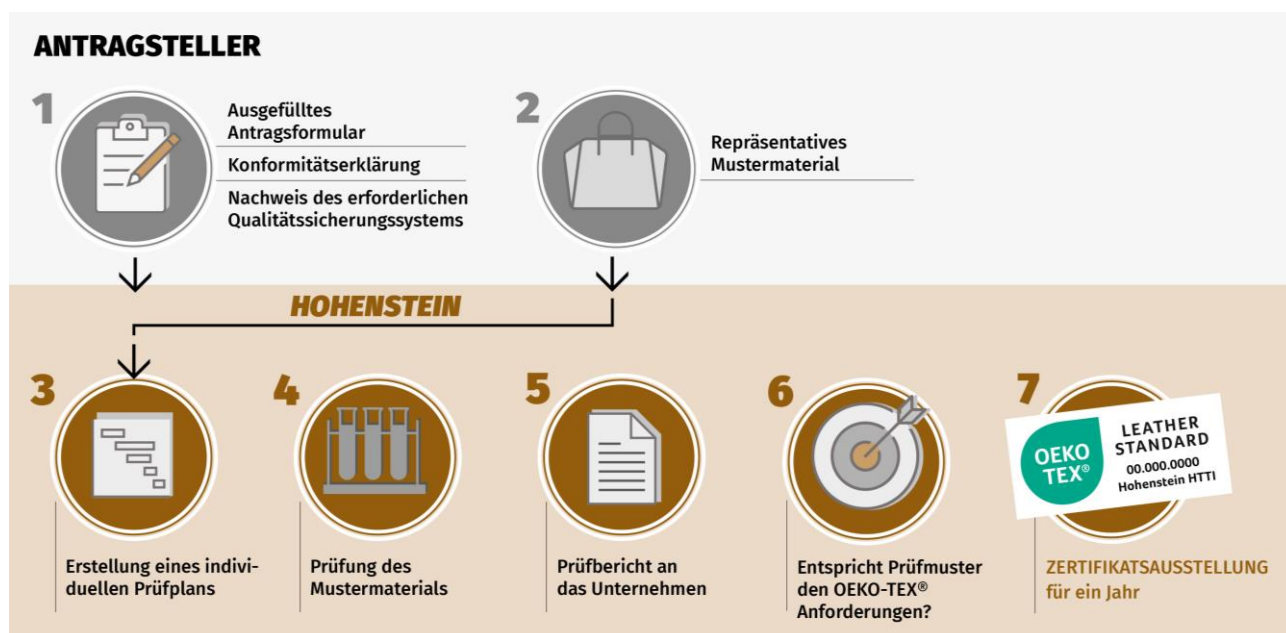 ANTRAGSTELLER
1
Ausgefülltes
Antragsformular
Konformitätserklärung
Nachweis des erforderlichen
Qualitätssicherungssystems
2
Repräsentatives
Mustermaterial
HOHENSTEIN
3
Erstellung eines indivi-
duellen Prüfplans
4
Prüfung des
Mustermaterials
5
Prüfbericht an
das Unternehmen
6
Entspricht Prüfmuster
den OEKO-TEX®
Anforderungen?
7
OEKO
TEX®
LEATHER
STANDARD
00.000.0000
Hohenstein HTTI
ZERTIFIKATSAUSSTELLUNG
für ein Jahr